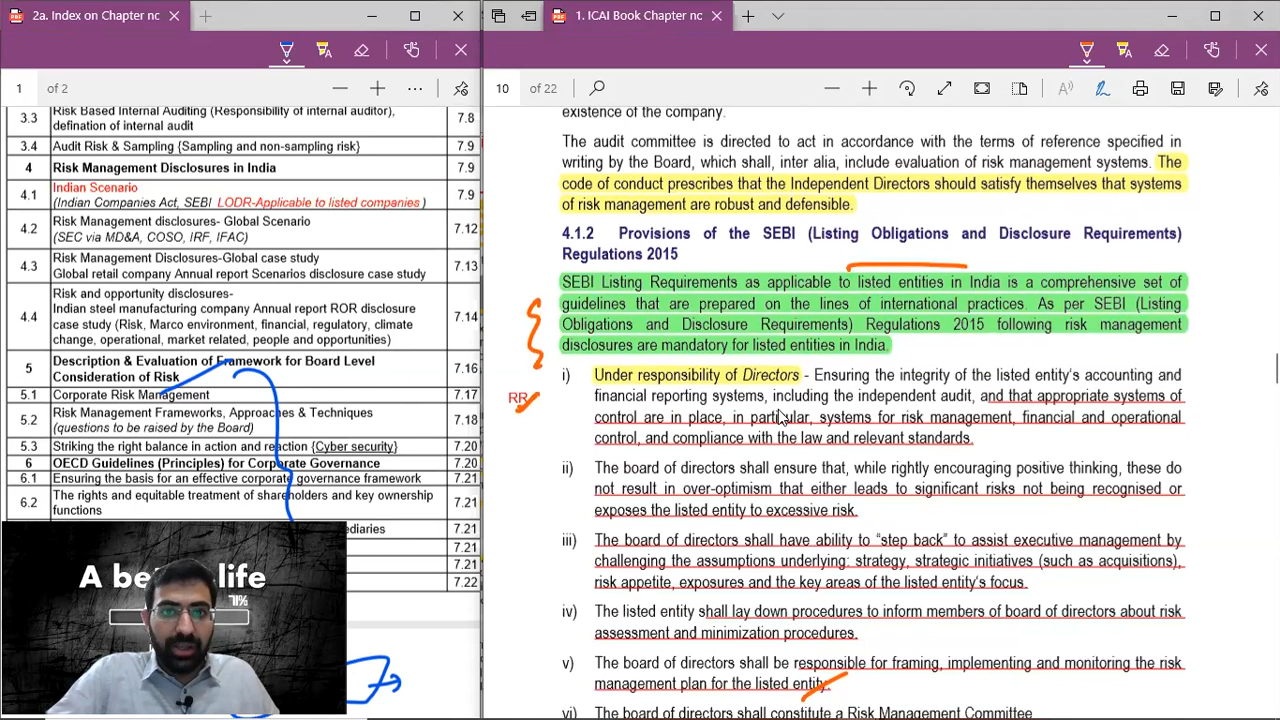 2a. Index on Chapter nc
1. ICAI Book Chapter nc
1 of 2
10 of 22
3.3 Risk Based Internal Auditing (Responsibility of internal auditor), defination of internal audit 7.8
3.4 Audit Risk & Sampling {Sampling and non-sampling risk} 7.9
4 Risk Management Disclosures in India 7.9
4.1 Indian Scenario
(Indian Companies Act, SEBI LODR-Applicable to listed companies ) 7.9
4.2 Risk Management disclosures- Global Scenario
(SEC via MD&A, COSO, IRF, IFAC) 7.12
4.3 Risk Management Disclosures-Global case study
Global retail company Annual report Scenarios disclosure case study 7.13
4.4 Risk and opportunity disclosures-
Indian steel manufacturing company Annual report ROR disclosure
case study (Risk, Marco environment, financial, regulatory, climate
change, operational, market related, people and opportunities) 7.14
5 Description & Evaluation of Framework for Board Level
Consideration of Risk 7.16
5.1 Corporate Risk Management 7.17
5.2 Risk Management Frameworks, Approaches & Techniques
(questions to be raised by the Board) 7.18
5.3 Striking the right balance in action and reaction {Cyber security} 7.20
6 OECD Guidelines (Principles) for Corporate Governance 7.20
6.1 Ensuring the basis for an effective corporate governance framework 7.21
6.2 The rights and equitable treatment of shareholders and key ownership
functions 7.21
ediaries 7.21
7.21
7.22
7.22
A be life
71%
existence of the company.
The audit committee is directed to act in accordance with the terms of reference specified in
writing by the Board, which shall, inter alia, include evaluation of risk management systems. The
code of conduct prescribes that the Independent Directors should satisfy themselves that systems
of risk management are robust and defensible.
4.1.2 Provisions of the SEBI (Listing Obligations and Disclosure Requirements)
Regulations 2015
SEBI Listing Requirements as applicable to listed entities in India is a comprehensive set of
guidelines that are prepared on the lines of international practices. As per SEBI (Listing
Obligations and Disclosure Requirements) Regulations 2015 following risk management
disclosures are mandatory for listed entities in India.
i) Under responsibility of Directors - Ensuring the integrity of the listed entity's accounting and
RR financial reporting systems, including the independent audit, and that appropriate systems of
control are in place, in particular, systems for risk management, financial and operational
control, and compliance with the law and relevant standards.
ii) The board of directors shall ensure that, while rightly encouraging positive thinking, these do
not result in over-optimism that either leads to significant risks not being recognised or
exposes the listed entity to excessive risk.
iii) The board of directors shall have ability to "step back" to assist executive management by
challenging the assumptions underlying: strategy, strategic initiatives (such as acquisitions),
risk appetite, exposures and the key areas of the listed entity's focus.
iv) The listed entity shall lay down procedures to inform members of board of directors about risk
assessment and minimization procedures.
v) The board of directors shall be responsible for framing, implementing and monitoring the risk
management plan for the listed entity.
vi) The board of directors shall constitute a Risk Management Committee